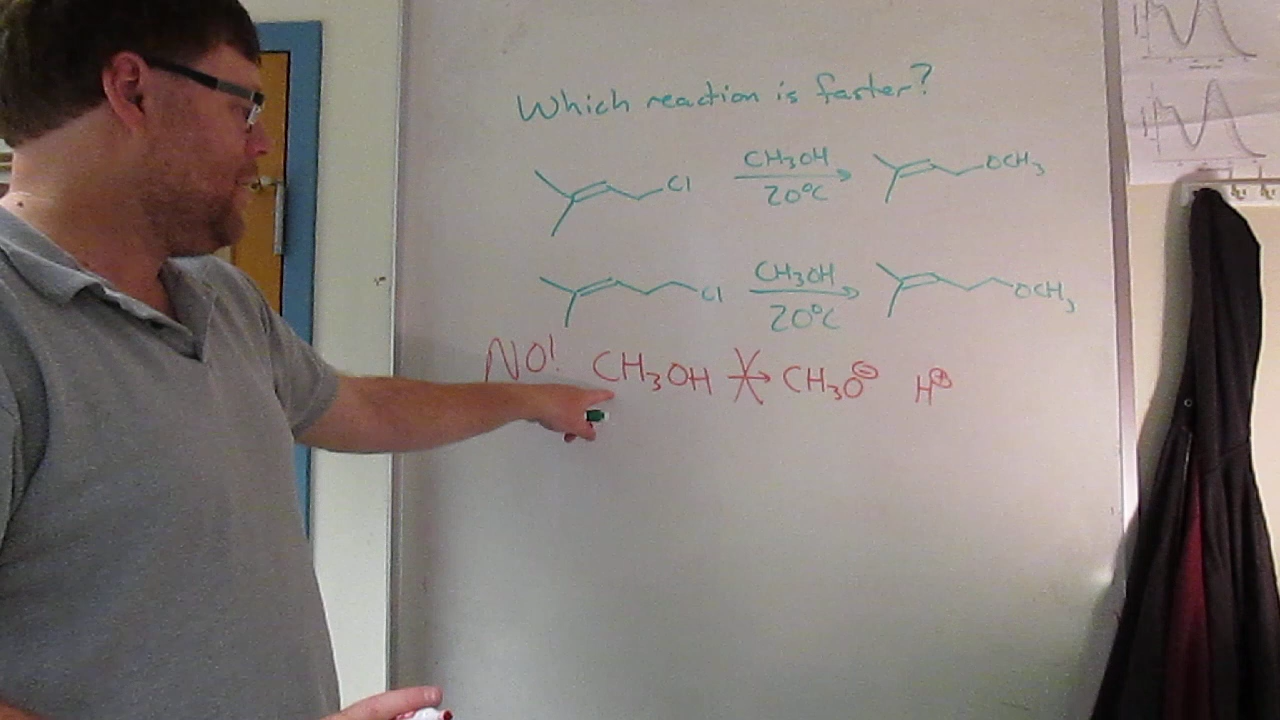 Which reaction is faster?
Cl CH3OH 20°C OCH3
Cl CH3OH 20°C OCH3
NO! CH3OH → CH3O⊖ H⊕